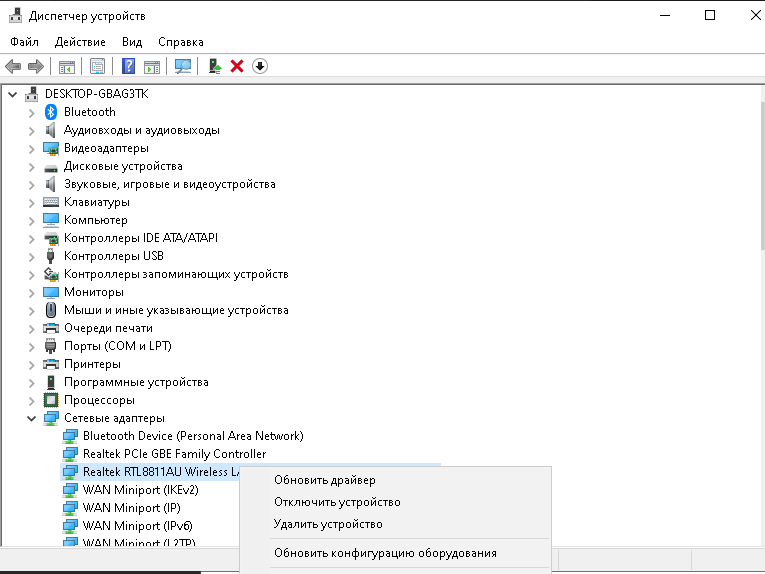 Диспетчер устройств
Файл Действие Вид Справка
DESKTOP-GBAG3TK
Bluetooth
Аудиовходы и аудиовыходы
Видеоадаптеры
Дисковые устройства
Звуковые, игровые и видеоустройства
Клавиатуры
Компьютер
Контроллеры IDE ATA/ATAPI
Контроллеры USB
Контроллеры запоминающих устройств
Мониторы
Мыши и иные указывающие устройства
Очереди печати
Порты (COM и LPT)
Принтеры
Программные устройства
Процессоры
Сетевые адаптеры
Bluetooth Device (Personal Area Network)
Realtek PCIe GBE Family Controller
Realtek RTL8811AU Wireless
WAN Miniport (IKEv2)
WAN Miniport (IP)
WAN Miniport (IPv6)
WAN Miniport (L2TP)
Обновить драйвер
Отключить устройство
Удалить устройство
Обновить конфигурацию оборудования